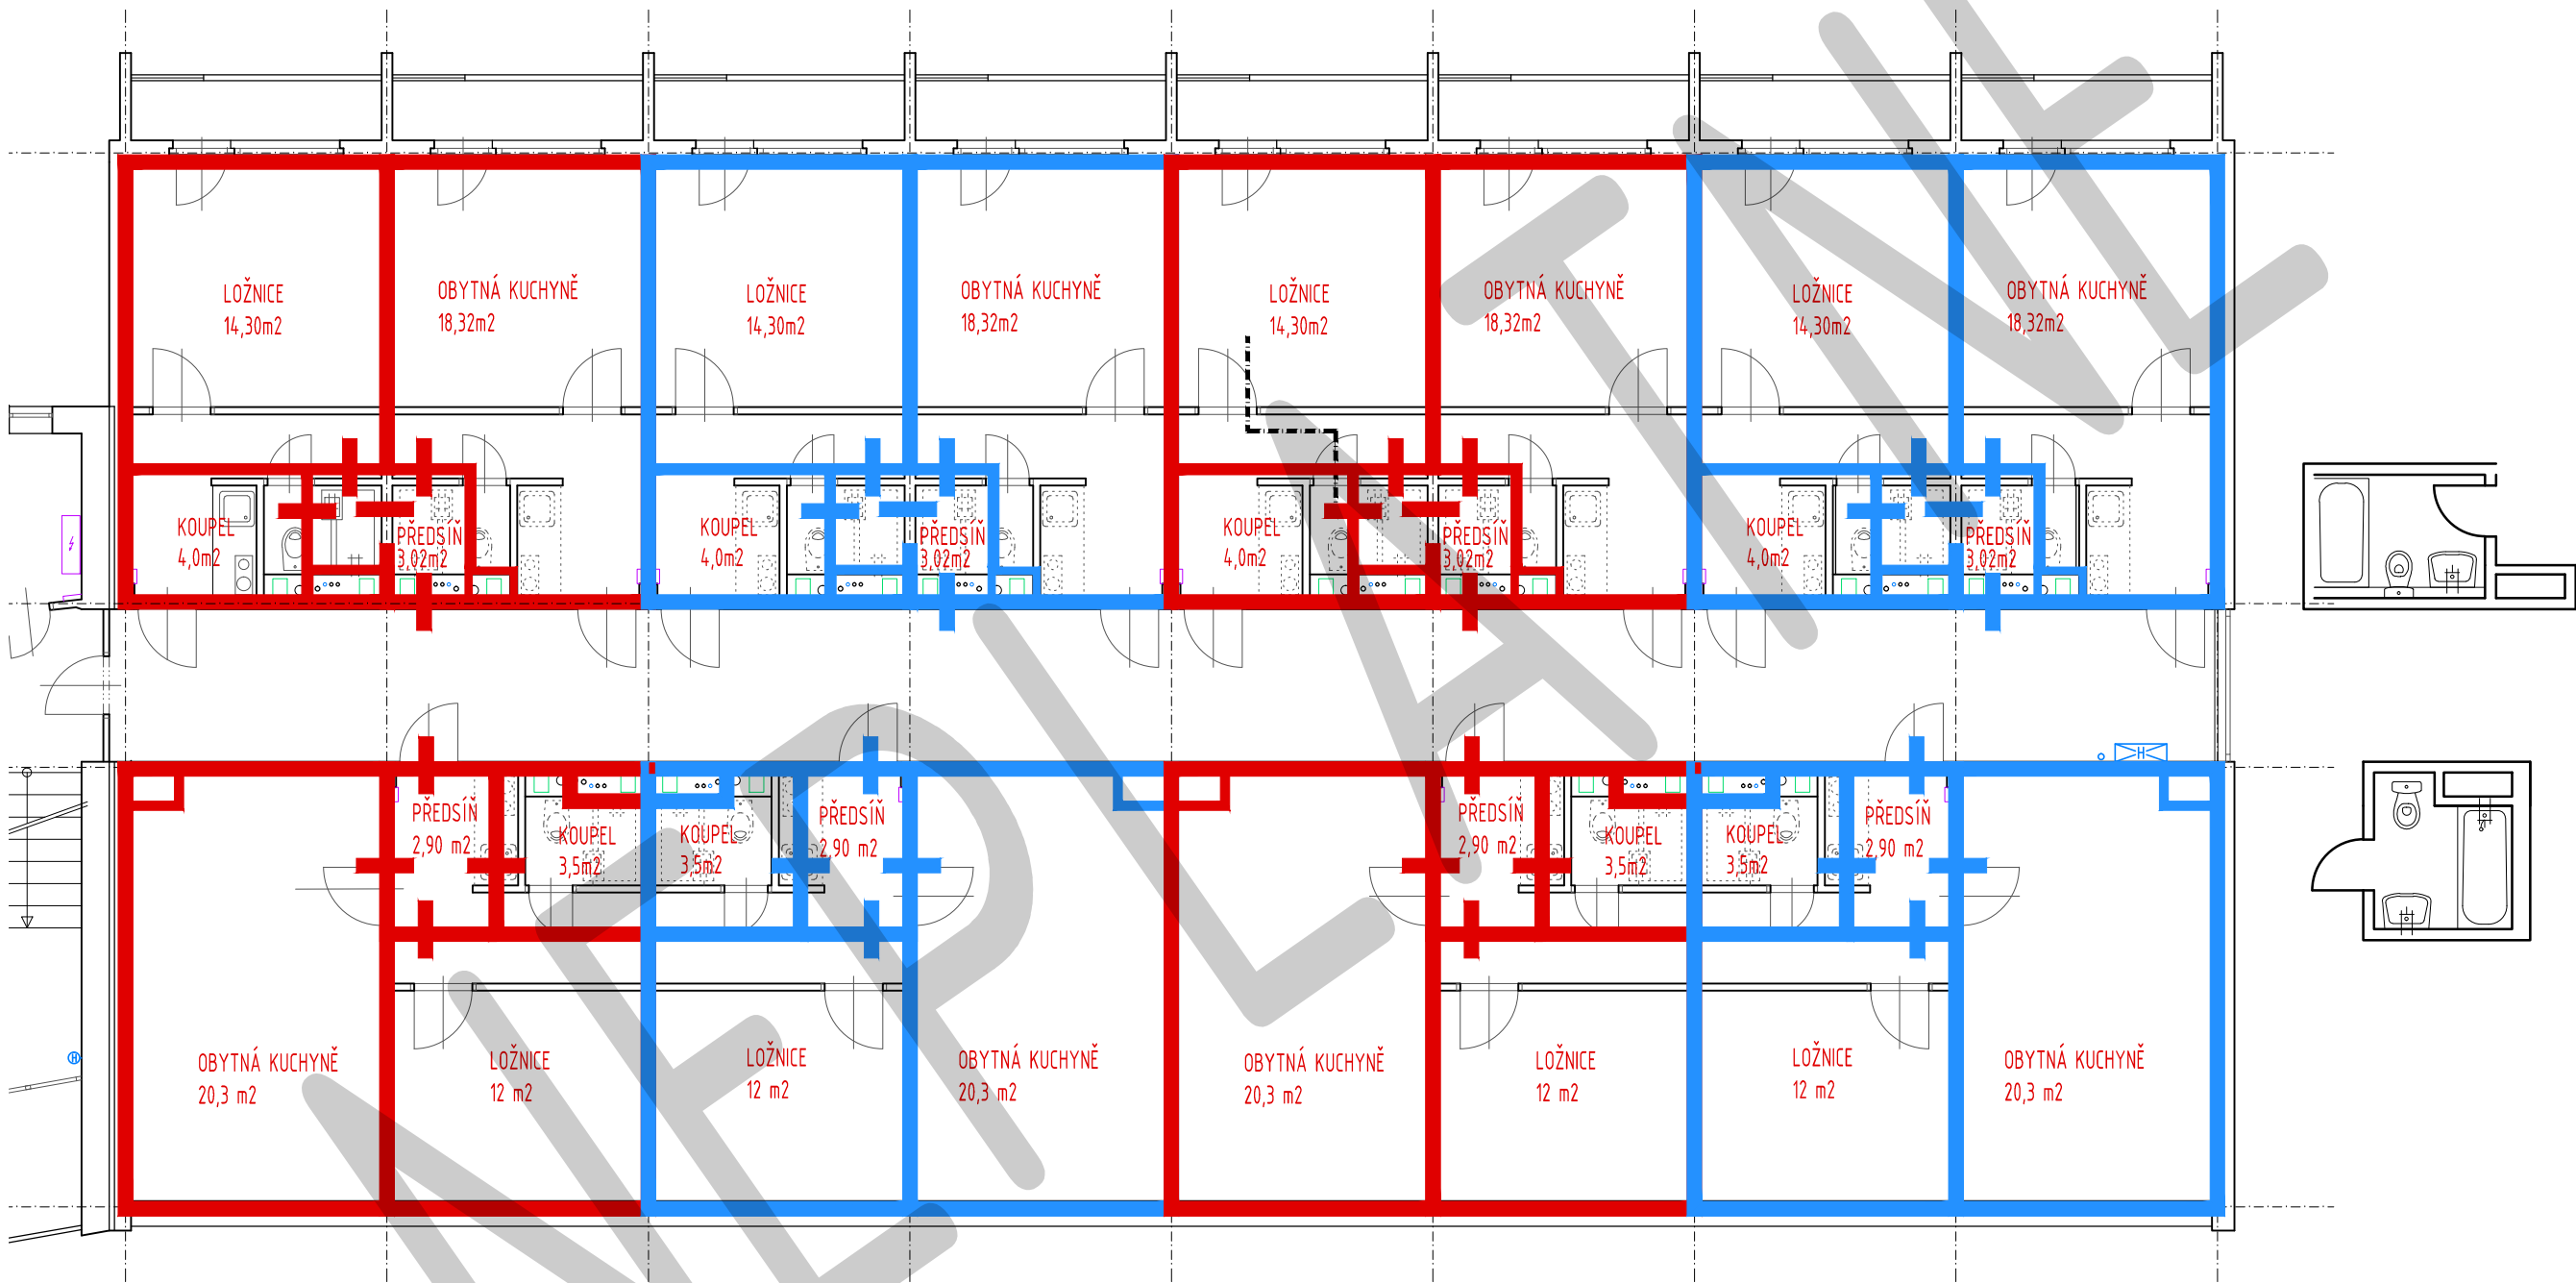 LOŽNICE
14,30m2
OBYTNÁ KUCHYNĚ
18,32m2
LOŽNICE
14,30m2
OBYTNÁ KUCHYNĚ
18,32m2
LOŽNICE
14,30m2
OBYTNÁ KUCHYNĚ
18,32m2
LOŽNICE
14,30m2
OBYTNÁ KUCHYNĚ
18,32m2
KOUPEL
4,0m2
PŘEDSÍŇ
3,02m2
KOUPEL
4,0m2
PŘEDSÍŇ
3,02m2
KOUPEL
4,0m2
PŘEDSÍŇ
3,02m2
KOUPEL
4,0m2
PŘEDSÍŇ
3,02m2
H
PŘEDSÍŇ
2,90 m2
KOUPEL
3,5m2
KOUPEL
3,5m2
PŘEDSÍŇ
2,90 m2
PŘEDSÍŇ
2,90 m2
KOUPEL
3,5m2
KOUPEL
3,5m2
PŘEDSÍŇ
2,90 m2
H
OBYTNÁ KUCHYNĚ
20,3 m2
LOŽNICE
12 m2
LOŽNICE
12 m2
OBYTNÁ KUCHYNĚ
20,3 m2
OBYTNÁ KUCHYNĚ
20,3 m2
LOŽNICE
12 m2
LOŽNICE
12 m2
OBYTNÁ KUCHYNĚ
20,3 m2
NEPLATNÉ